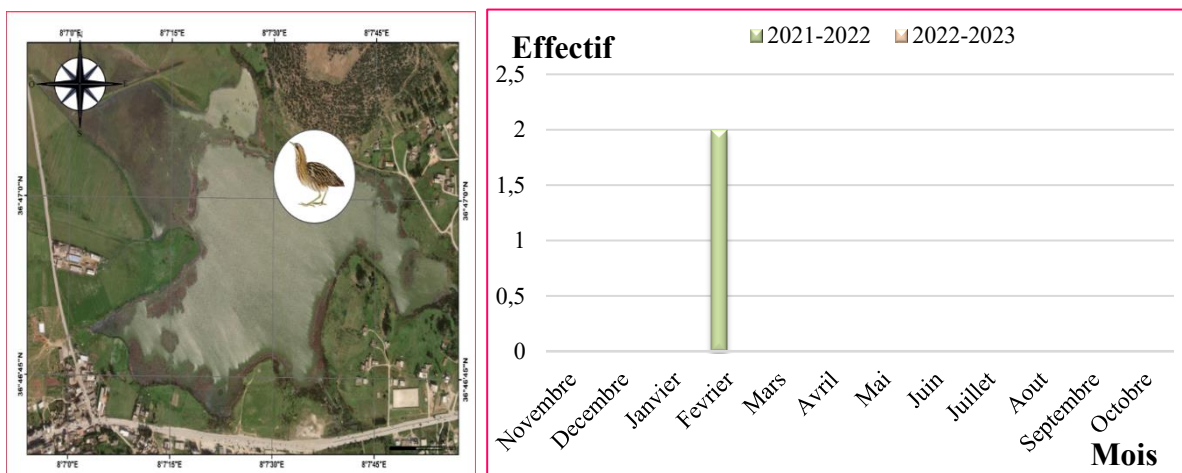 8°7'0"E 8°7'15"E 8°7'30"E 8°7'45"E
36°47'0"N 36°47'0"N
36°46'45"N 36°46'45"N
8°7'0"E 8°7'15"E 8°7'30"E 8°7'45"E
Effectif
2021-2022 2022-2023
2,5
2
1,5
1
0,5
0
Novembre Decembre Janvier Fevrier Mars Avril Mai Juin Juillet Aout Septembre Octobre
Mois